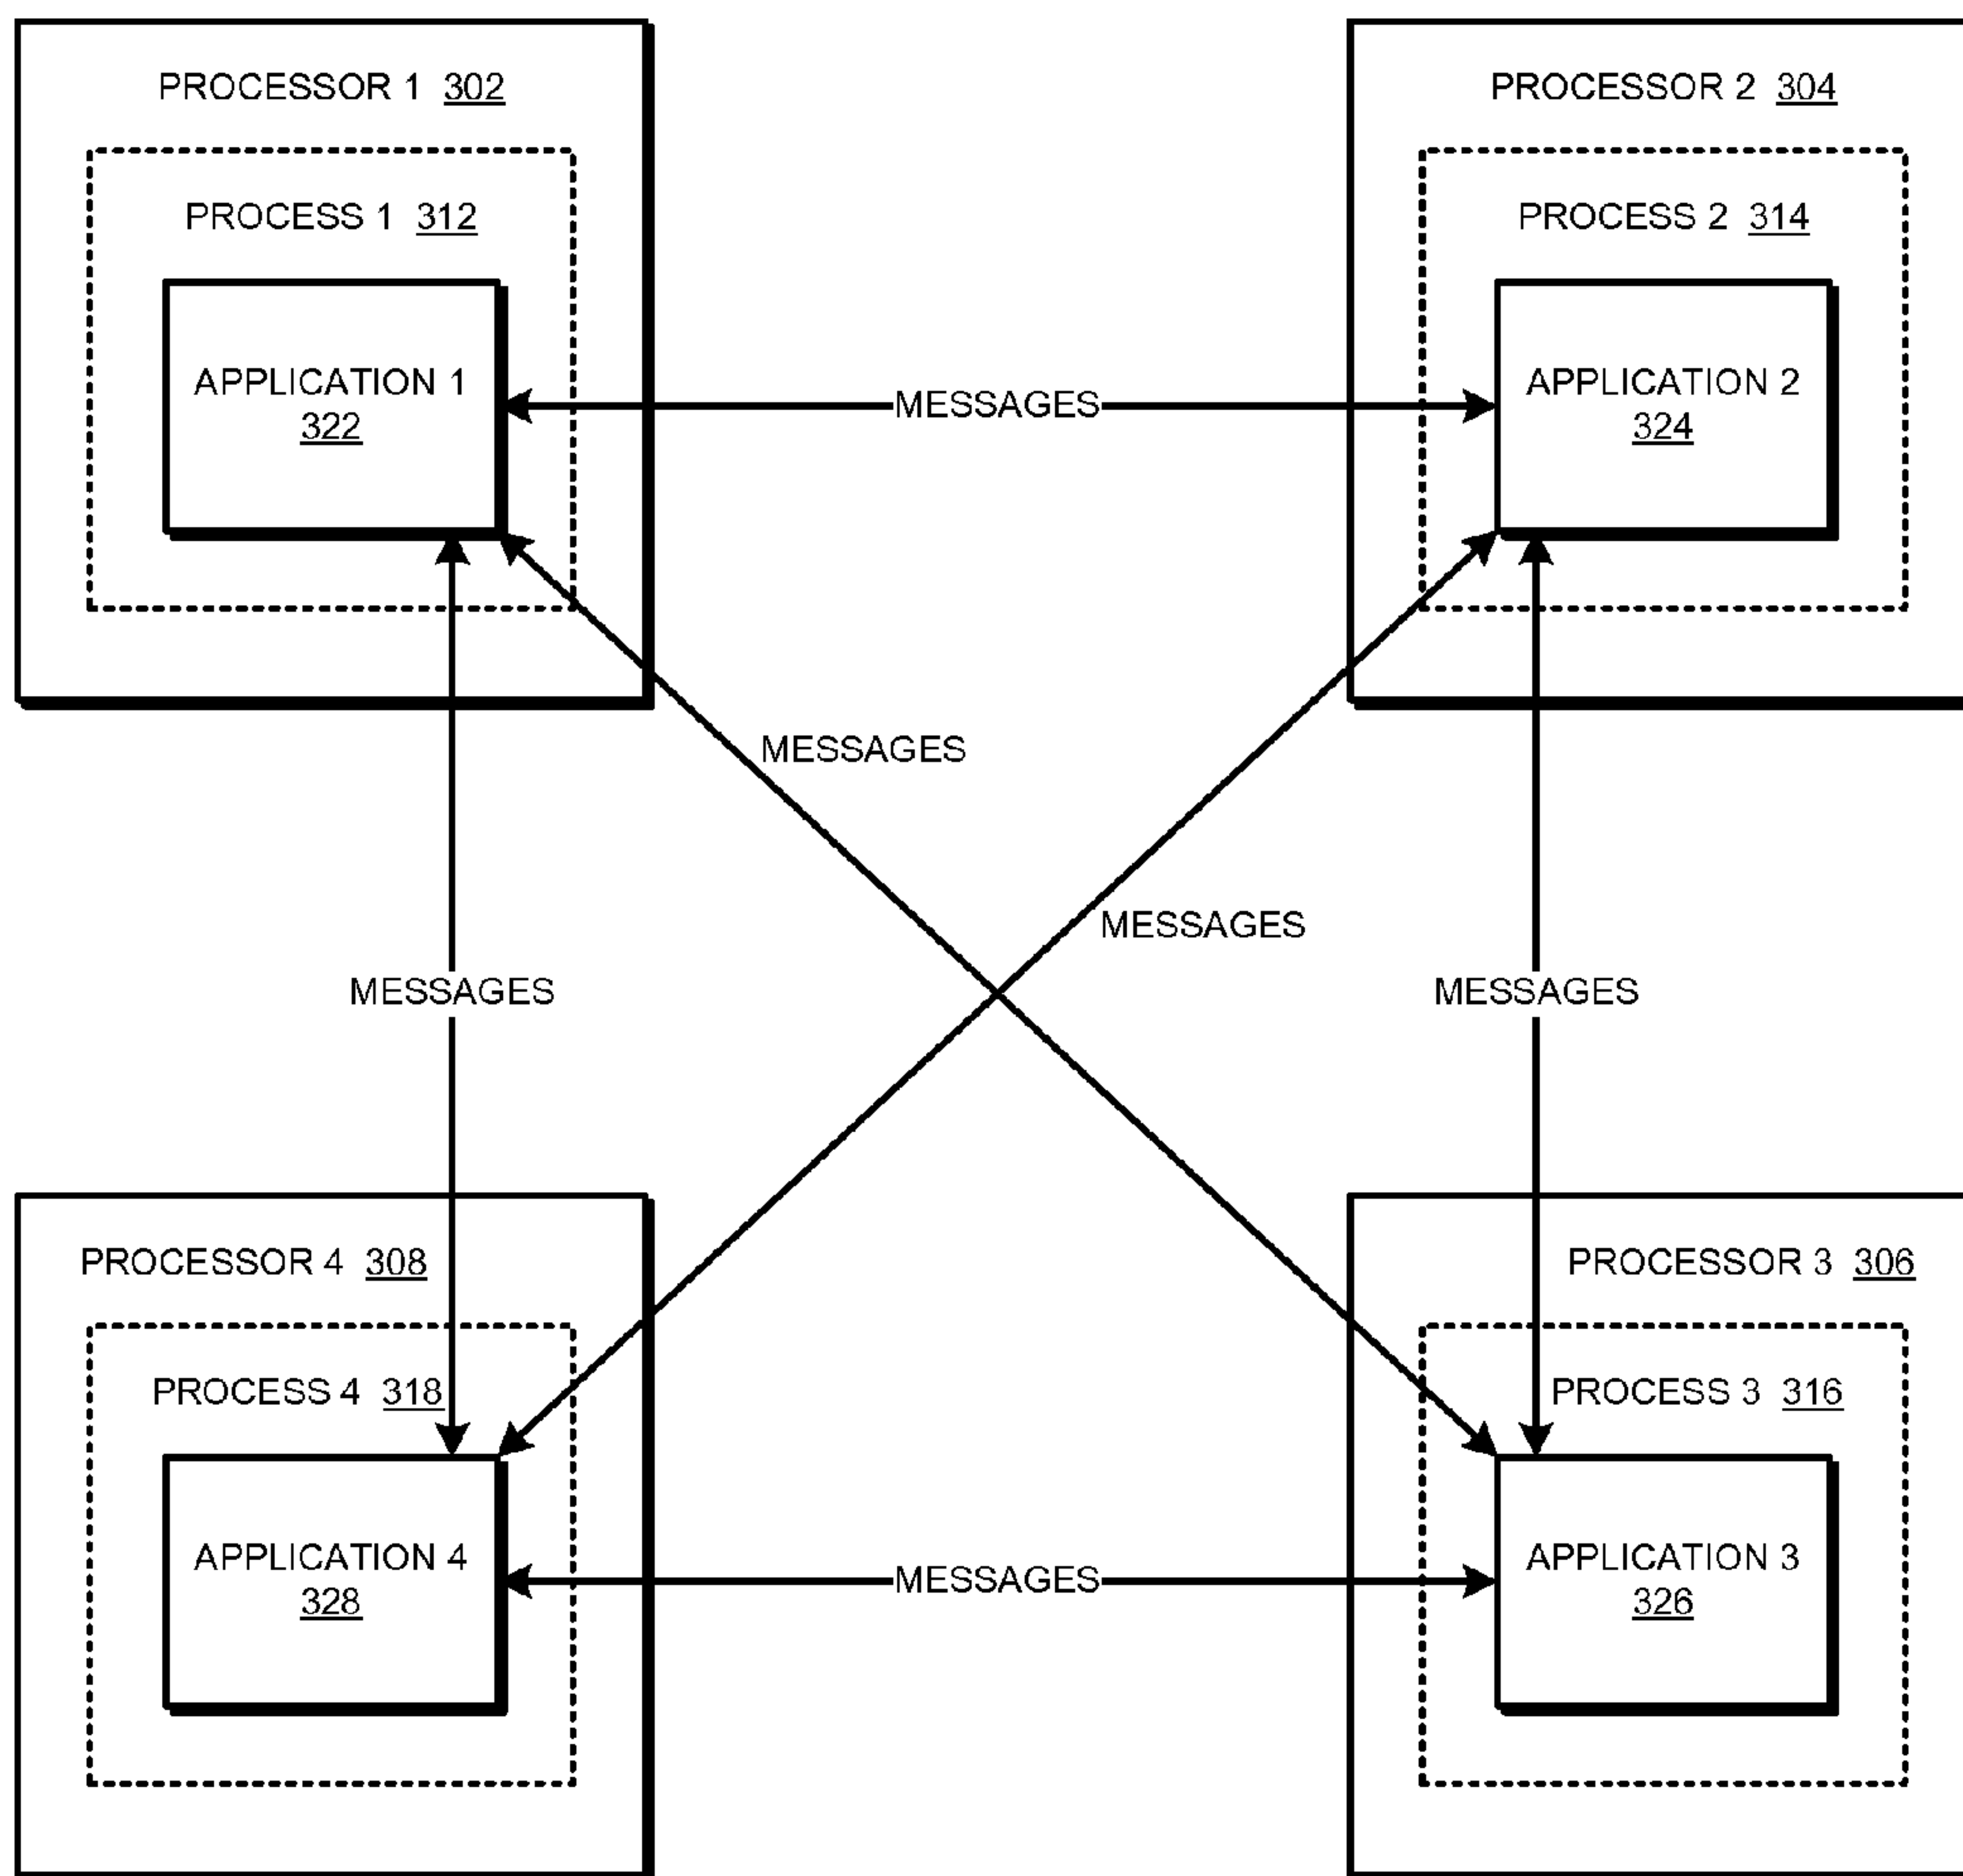 PROCESSOR 1 302
PROCESSOR 2 304
PROCESS 1 312
PROCESS 2 314
APPLICATION 1
322
MESSAGES
APPLICATION 2
324
MESSAGES
MESSAGES
MESSAGES
MESSAGES
PROCESSOR 4 308
PROCESSOR 3 306
PROCESS 4 318
PROCESS 3 316
APPLICATION 4
328
MESSAGES
APPLICATION 3
326